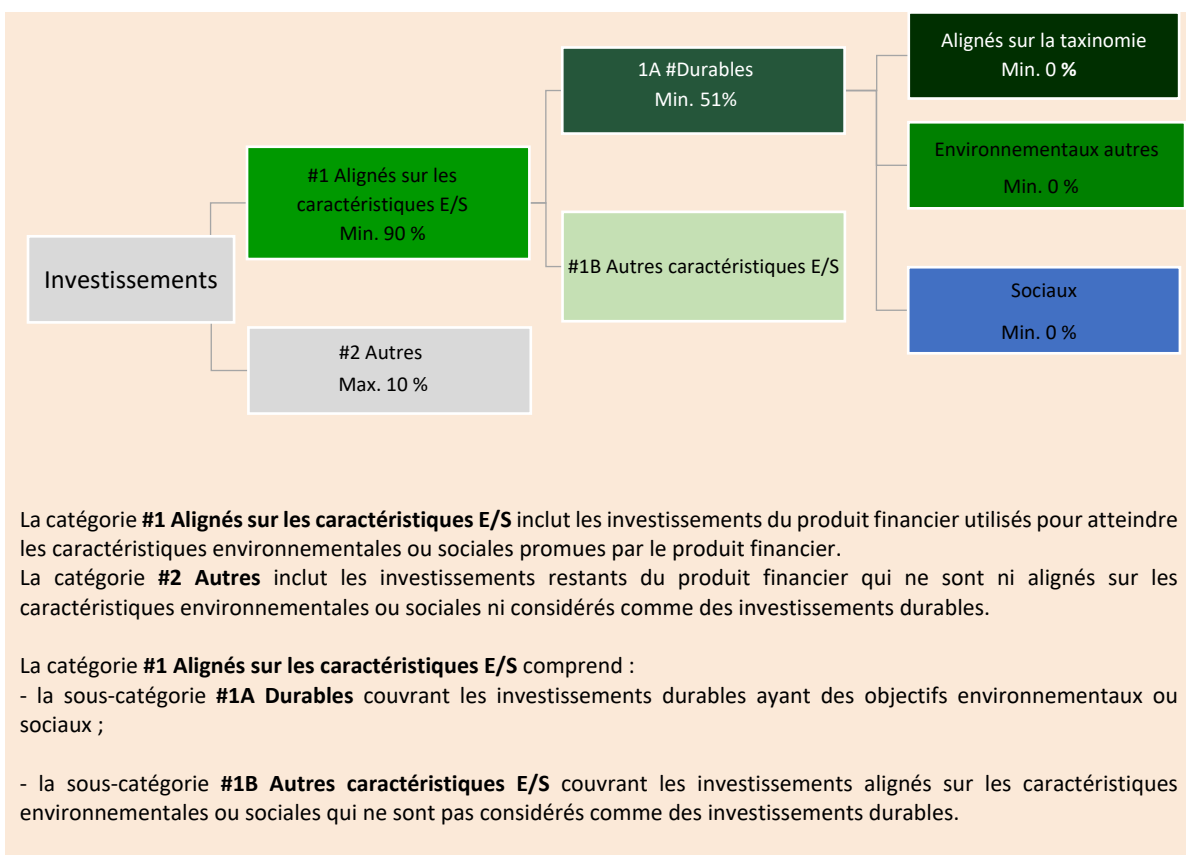 Investissements
#1 Alignés sur les
caractéristiques E/S
Min. 90 %
#2 Autres
Max. 10 %
1A #Durables
Min. 51%
#1B Autres caractéristiques E/S
Alignés sur la taxinomie
Min. 0 %
Environnementaux autres
Min. 0 %
Sociaux
Min. 0 %
La catégorie #1 Alignés sur les caractéristiques E/S inclut les investissements du produit financier utilisés pour atteindre
les caractéristiques environnementales ou sociales promues par le produit financier.
La catégorie #2 Autres inclut les investissements restants du produit financier qui ne sont ni alignés sur les
caractéristiques environnementales ou sociales ni considérés comme des investissements durables.
La catégorie #1 Alignés sur les caractéristiques E/S comprend :
- la sous-catégorie #1A Durables couvrant les investissements durables ayant des objectifs environnementaux ou
sociaux ;
- la sous-catégorie #1B Autres caractéristiques E/S couvrant les investissements alignés sur les caractéristiques
environnementales ou sociales qui ne sont pas considérés comme des investissements durables.